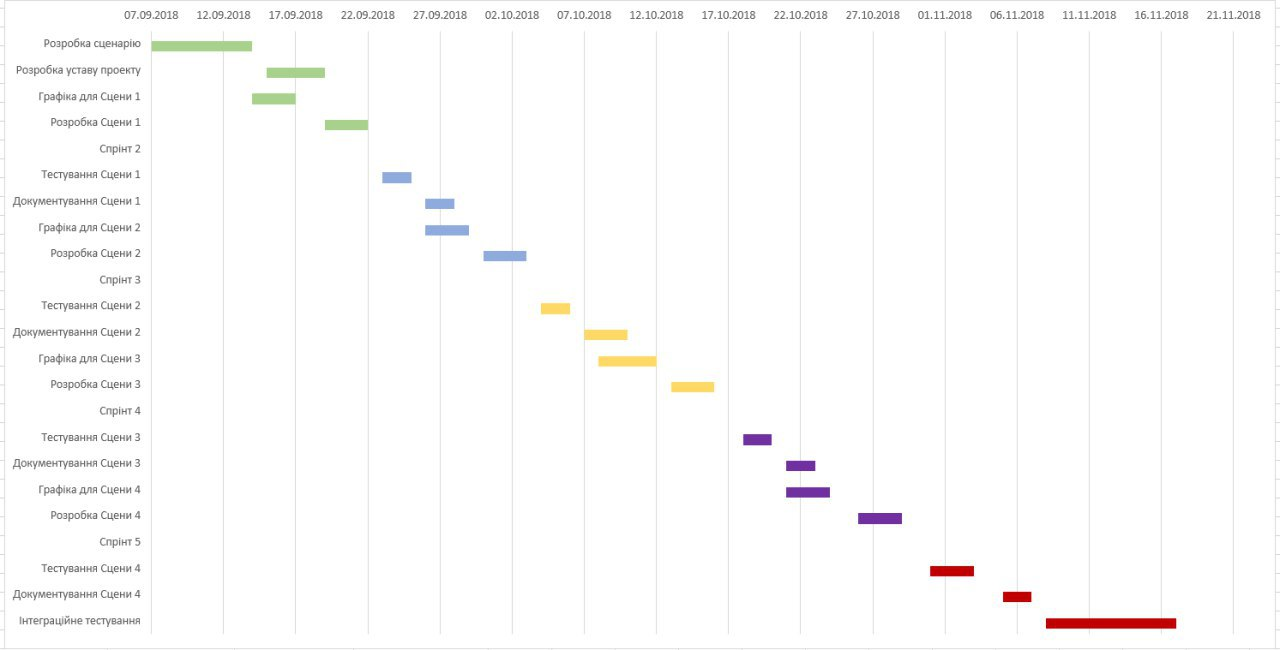 07.09.2018 12.09.2018 17.09.2018 22.09.2018 27.09.2018 02.10.2018 07.10.2018 12.10.2018 17.10.2018 22.10.2018 27.10.2018 01.11.2018 06.11.2018 11.11.2018 16.11.2018 21.11.2018
Розробка сценарію
Розробка уставу проекту
Графіка для Сцени 1
Розробка Сцени 1
Спрінт 2
Тестування Сцени 1
Документування Сцени 1
Графіка для Сцени 2
Розробка Сцени 2
Спрінт 3
Тестування Сцени 2
Документування Сцени 2
Графіка для Сцени 3
Розробка Сцени 3
Спрінт 4
Тестування Сцени 3
Документування Сцени 3
Графіка для Сцени 4
Розробка Сцени 4
Спрінт 5
Тестування Сцени 4
Документування Сцени 4
Інтеграційне тестування